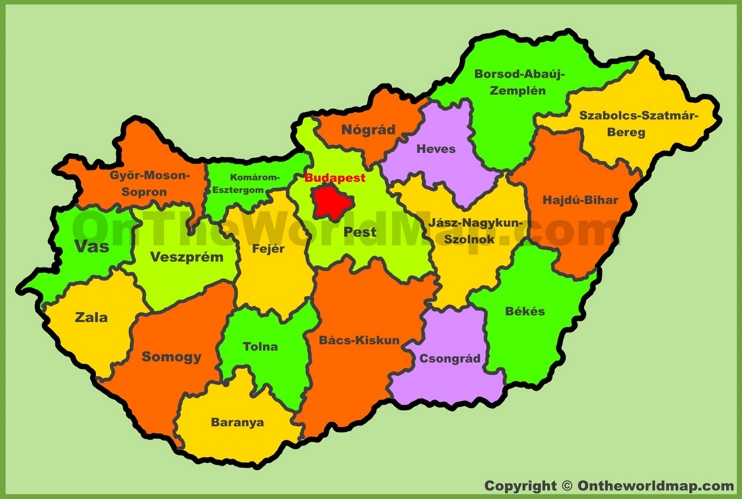 Borsod-Abaúj-
Zemplén
Szabolcs-Szatmár-
Bereg
Nógrád
Heves
Győr-Moson-
Sopron
Komárom-
Esztergom
Budapest
Hajdú-Bihar
Jász-Nagykun-
Szolnok
Pest
Vas
Veszprém
Fejér
OnTheWorldMap.com
Zala
Somogy
Tolna
Bács-Kiskun
Békés
Csongrád
Baranya
Copyright © Ontheworldmap.com